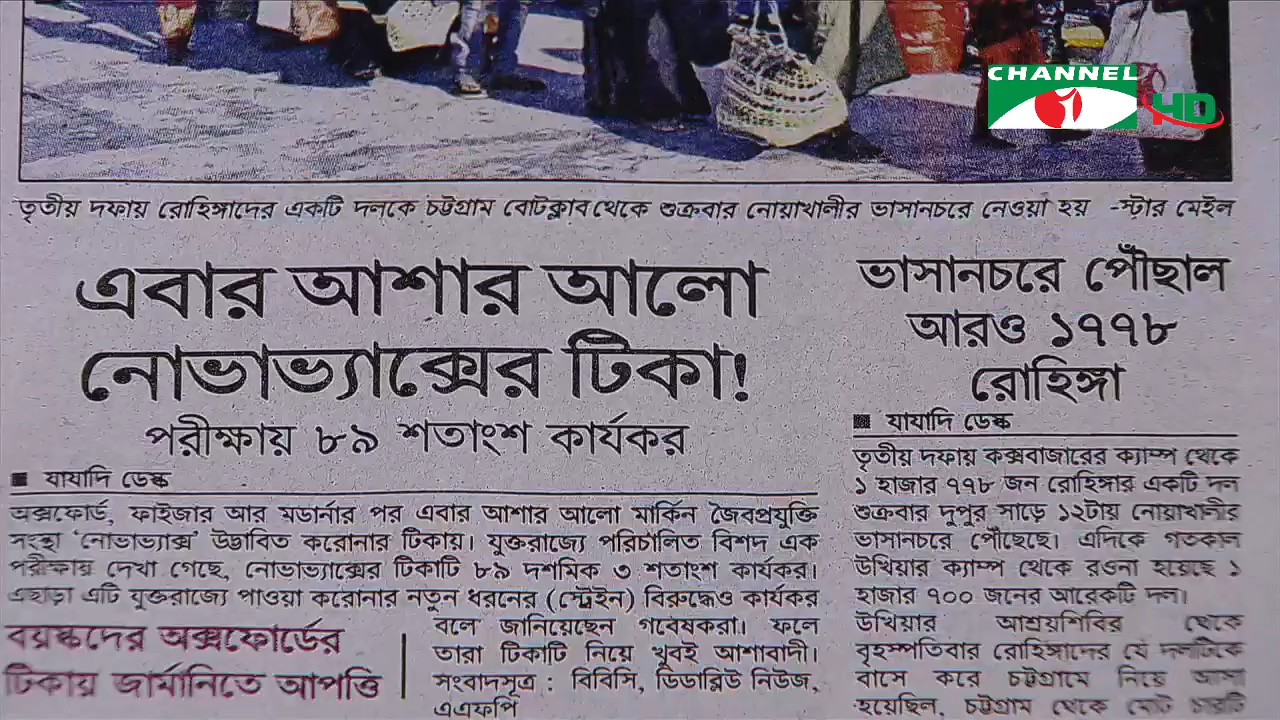 CHANNEL i HD
তৃতীয় দফায় রোহিঙ্গাদের একটি দলকে চট্টগ্রাম বোটক্লাব থেকে শুক্রবার নোয়াখালীর ভাসানচরে নেওয়া হয় -স্টার মেইল
এবার আশার আলো
নোভাভ্যাক্সের টিকা!
পরীক্ষায় ৮৯ শতাংশ কার্যকর
■ যাযাদি ডেস্ক
অক্সফোর্ড, ফাইজার আর মডার্নার পর এবার আশার আলো মার্কিন জৈবপ্রযুক্তি
সংস্থা 'নোভাভ্যাক্স' উদ্ভাবিত করোনার টিকায়। যুক্তরাজ্যে পরিচালিত বিশদ এক
পরীক্ষায় দেখা গেছে, নোভাভ্যাক্সের টিকাটি ৮৯ দশমিক ৩ শতাংশ কার্যকর।
এছাড়া এটি যুক্তরাজ্যে পাওয়া করোনার নতুন ধরনের (স্ট্রেইন) বিরুদ্ধেও কার্যকর
বলে জানিয়েছেন গবেষকরা। ফলে
তারা টিকাটি নিয়ে খুবই আশাবাদী।
সংবাদসূত্র : বিবিসি, ডিডাব্লিউ নিউজ,
এএফপি
বয়স্কদের অক্সফোর্ডের
টিকায় জার্মানিতে আপত্তি
ভাসানচরে পৌঁছাল
আরও ১৭৭৮
রোহিঙ্গা
■ যাযাদি ডেস্ক
তৃতীয় দফায় কক্সবাজারের ক্যাম্প থেকে
১ হাজার ৭৭৮ জন রোহিঙ্গার একটি দল
শুক্রবার দুপুর সাড়ে ১২টায় নোয়াখালীর
ভাসানচরে পৌঁছেছে। এদিকে গতকাল
উখিয়ার ক্যাম্প থেকে রওনা হয়েছে ১
হাজার ৭০০ জনের আরেকটি দল।
উখিয়ার আশ্রয়শিবির থেকে
বৃহস্পতিবার রোহিঙ্গাদের যে দলটিকে
বাসে করে চট্টগ্রামে নিয়ে আসা
হয়েছিল, চট্টগ্রাম থেকে মোট চারটি